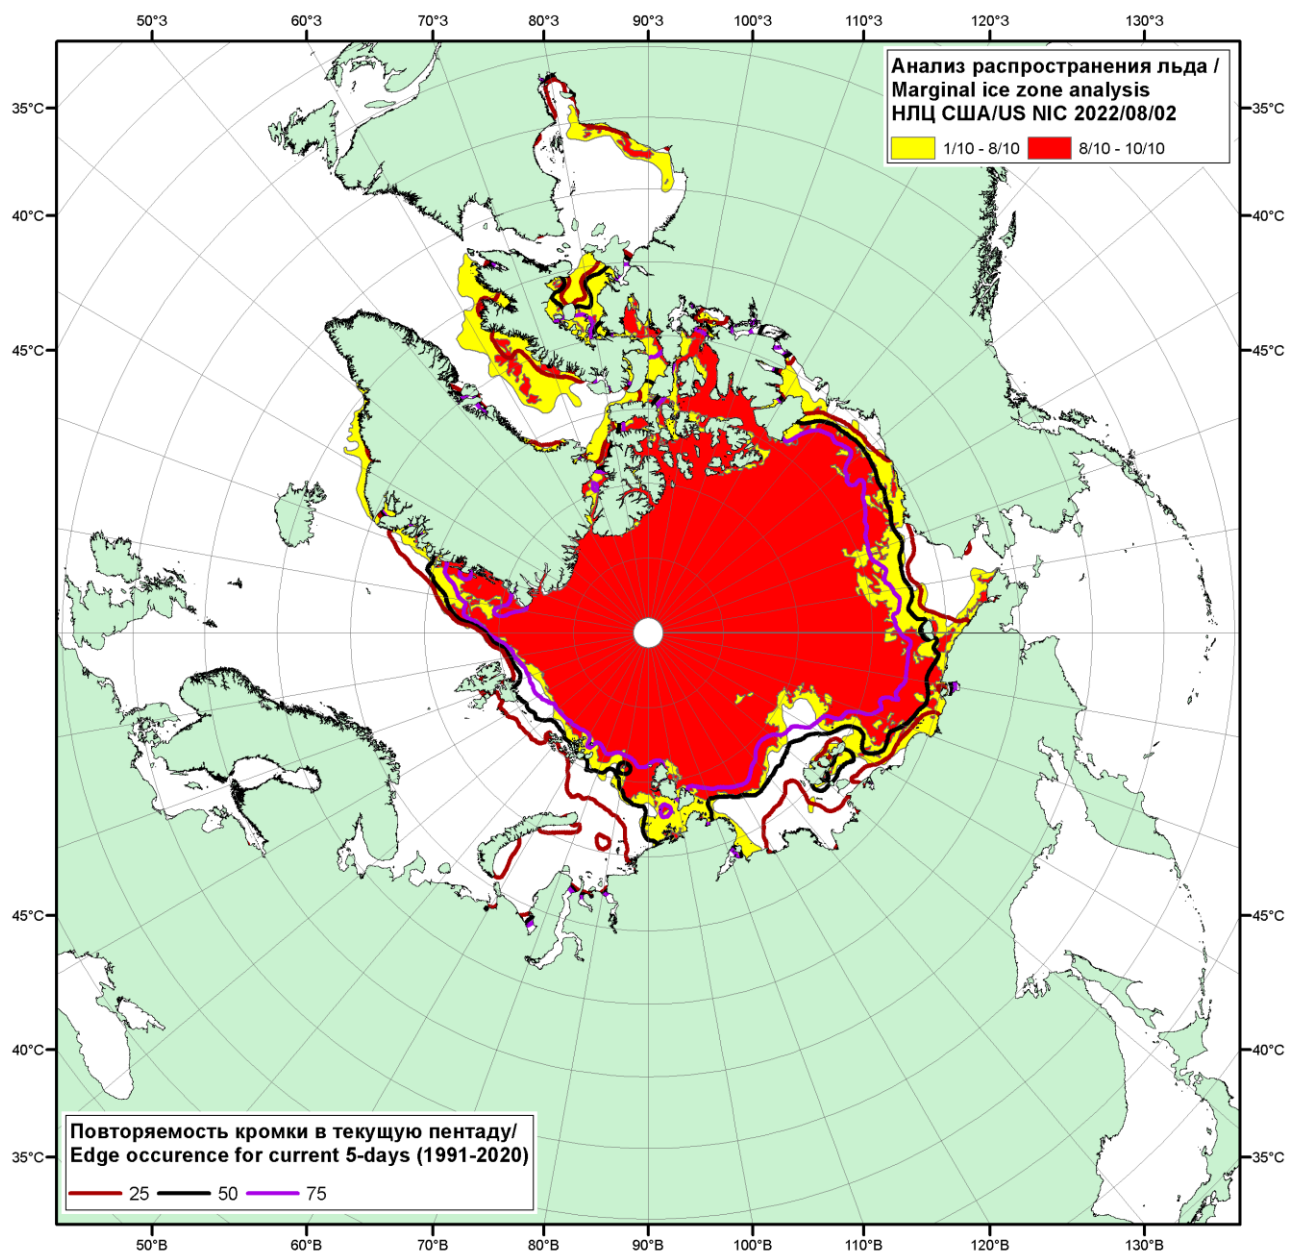 50°З 60°З 70°З 80°З 90°З 100°З 110°З 120°З 130°З
Анализ распространения льда /
Marginal ice zone analysis
НЛЦ США/US NIC 2022/08/02
1/10 - 8/10 8/10 - 10/10
35°С 35°С
40°С 40°С
45°С 45°С
45°С 45°С
40°С 40°С
Повторяемость кромки в текущую пентаду/
Edge occurence for current 5-days (1991-2020)
25 50 75
35°С 35°С
50°В 60°В 70°В 80°В 90°В 100°В 110°В 120°В 130°В